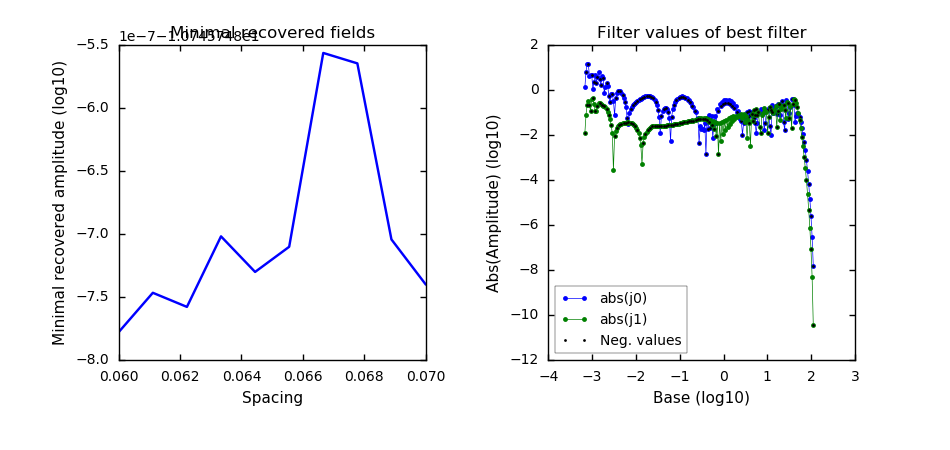 Minimal recovered fields
1e−7−1.0745748e1
−5.5
−6.0
−6.5
−7.0
−7.5
−8.0
Minimal recovered amplitude (log10)
0.060 0.062 0.064 0.066 0.068 0.070
Spacing
Filter values of best filter
2
0
−2
−4
−6
−8
−10
−12
Abs(Amplitude) (log10)
abs(j0)
abs(j1)
Neg. values
−4 −3 −2 −1 0 1 2 3
Base (log10)